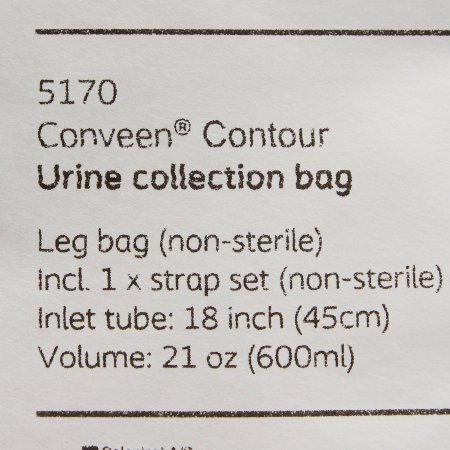 5170
Conveen® Contour
Urine collection bag
Leg bag (non-sterile)
Incl. 1 x strap set (non-sterile)
Inlet tube: 18 inch (45cm)
Volume: 21 oz (600ml)